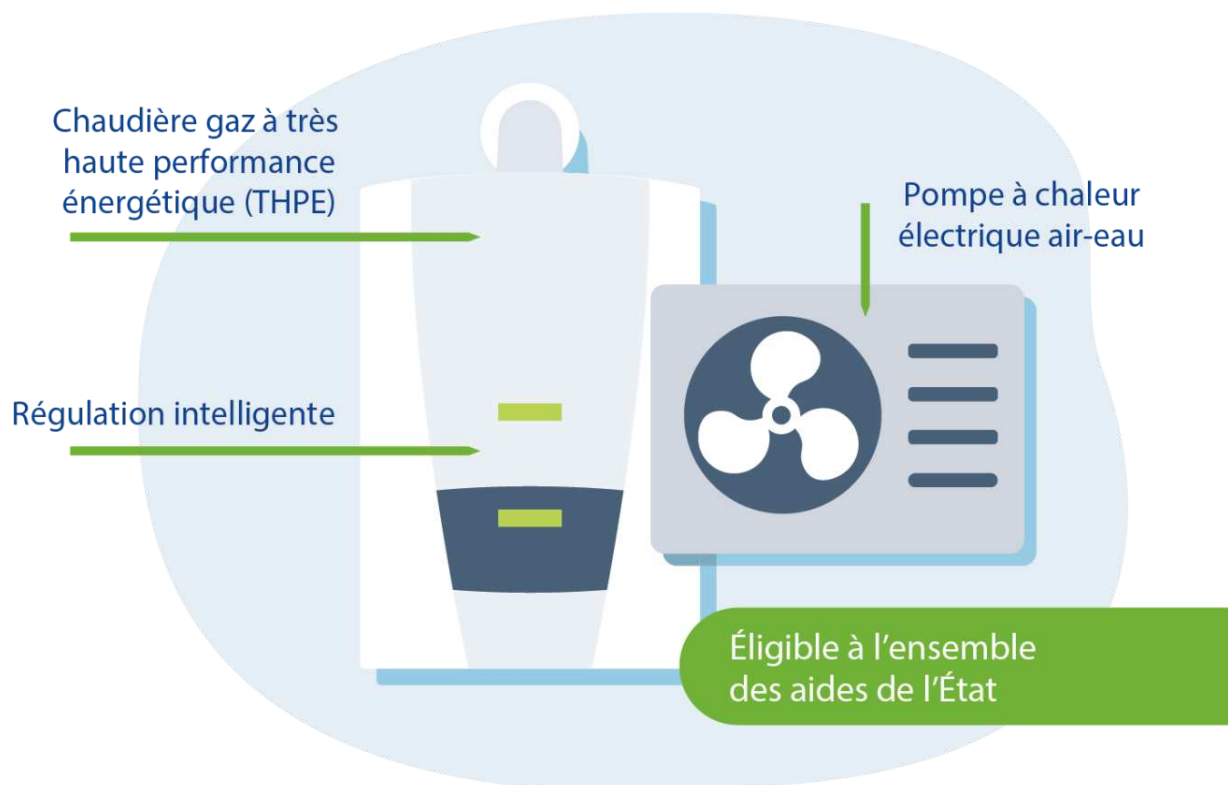 Chaudière gaz à très
haute performance
énergétique (THPE)
Pompe à chaleur
électrique air-eau
Régulation intelligente
Éligible à l'ensemble
des aides de l'État